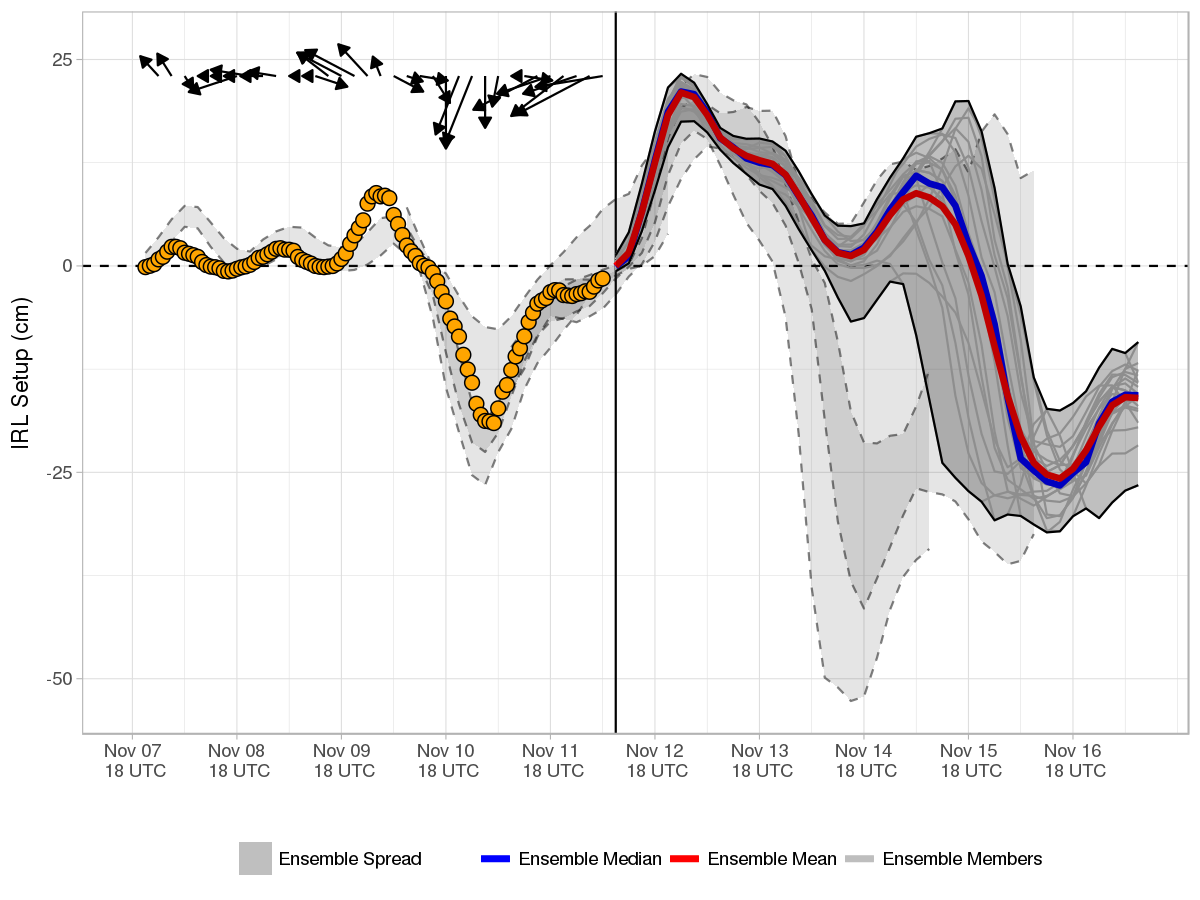 25
0
-25
-50
IRL Setup (cm)
Nov 07 Nov 08 Nov 09 Nov 10 Nov 11 Nov 12 Nov 13 Nov 14 Nov 15 Nov 16
18 UTC 18 UTC 18 UTC 18 UTC 18 UTC 18 UTC 18 UTC 18 UTC 18 UTC 18 UTC
Ensemble Spread Ensemble Median Ensemble Mean Ensemble Members